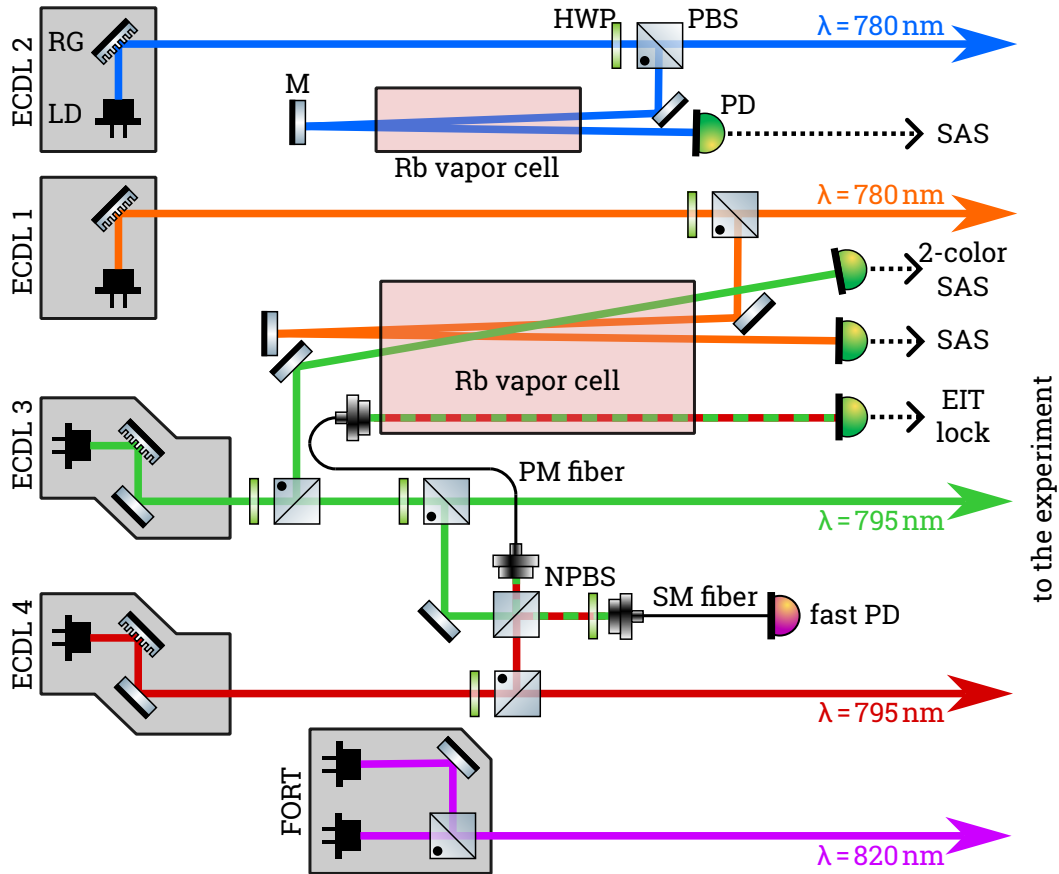 ECDL 2
RG
LD
HWP
PBS
λ = 780 nm
M
PD
SAS
Rb vapor cell
ECDL 1
λ = 780 nm
2-color
SAS
SAS
Rb vapor cell
EIT
lock
ECDL 3
PM fiber
λ = 795 nm
to the experiment
NPBS
SM fiber
fast PD
ECDL 4
λ = 795 nm
FORT
λ = 820 nm